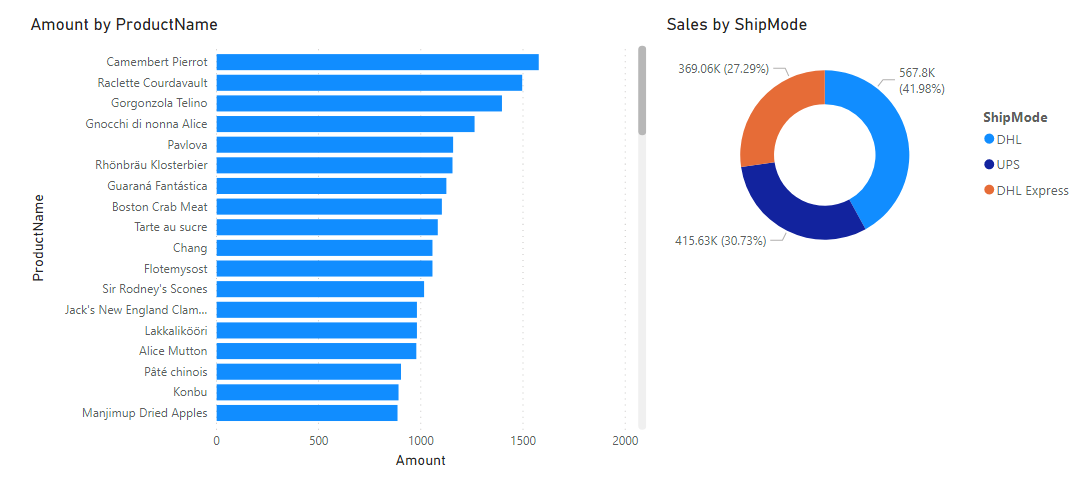 Amount by ProductName
Camembert Pierrot
Raclette Courdavault
Gorgonzola Telino
Gnocchi di nonna Alice
Pavlova
Rhönbräu Klosterbier
Guaraná Fantástica
Boston Crab Meat
Tarte au sucre
Chang
Flotemysost
Sir Rodney's Scones
Jack's New England Clam...
Lakkalikööri
Alice Mutton
Pâté chinois
Konbu
Manjimup Dried Apples
ProductName
0 500 1000 1500 2000
Amount
Sales by ShipMode
369.06K (27.29%)
567.8K
(41.98%)
415.63K (30.73%)
ShipMode
DHL
UPS
DHL Express